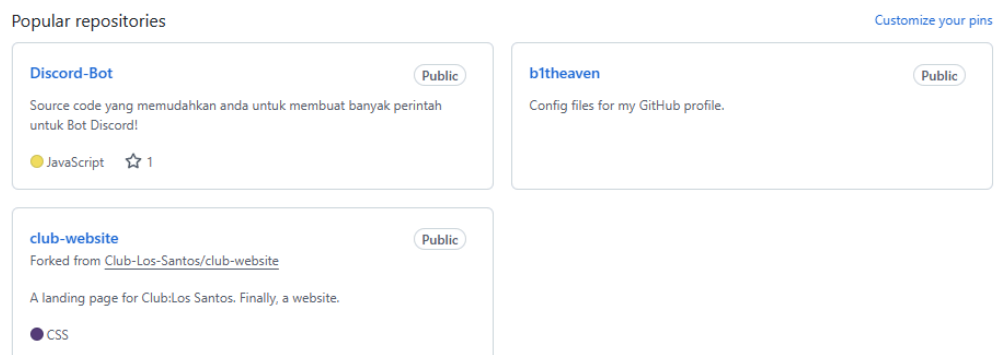 Popular repositories
Customize your pins
Discord-Bot
Public
Source code yang memudahkan anda untuk membuat banyak perintah
untuk Bot Discord!
JavaScript 1
b1theaven
Public
Config files for my GitHub profile.
club-website
Public
Forked from Club-Los-Santos/club-website
A landing page for Club:Los Santos. Finally, a website.
CSS